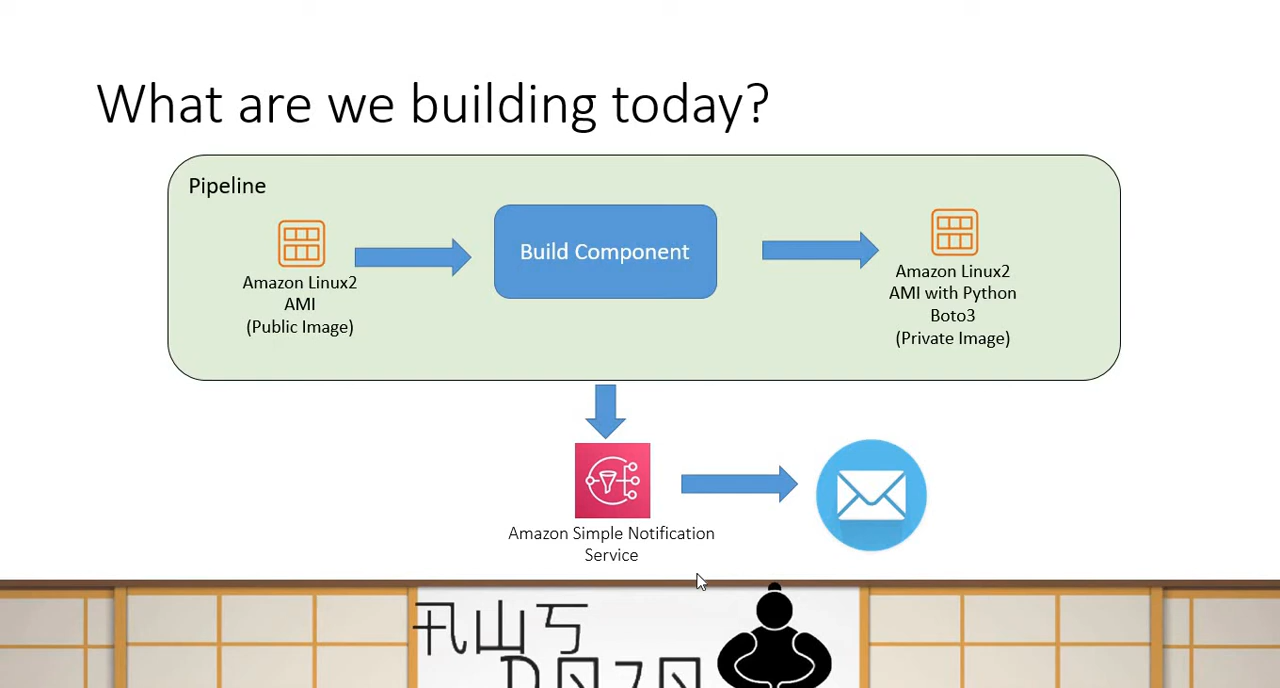 What are we building today?
Pipeline
Amazon Linux2
AMI
(Public Image)
Build Component
Amazon Linux2
AMI with Python
Boto3
(Private Image)
Amazon Simple Notification
Service